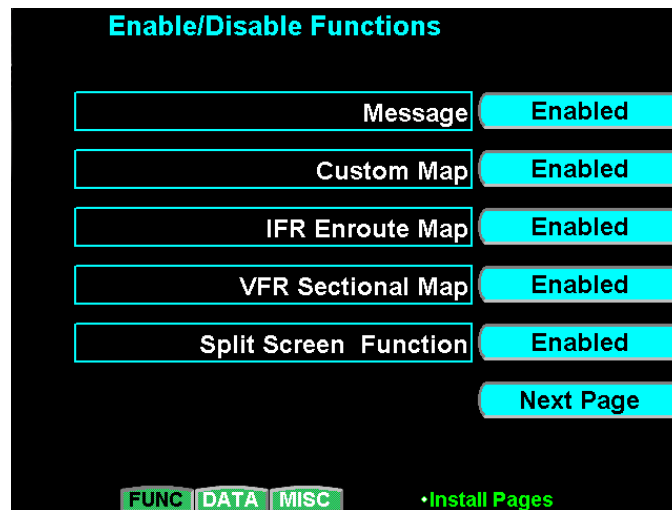 Enable/Disable Functions
Message Enabled
Custom Map Enabled
IFR Enroute Map Enabled
VFR Sectional Map Enabled
Split Screen Function Enabled
Next Page
FUNC DATA MISC •Install Pages